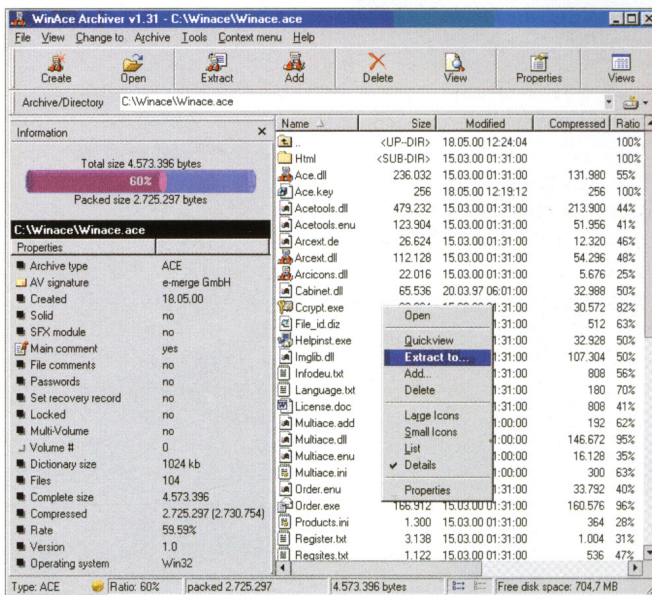 WinAce Archiver v1.31 - C:\Winace\Winace.ace
File View Change to Archive Tools Context menu Help
Create Open Extract Add Delete View Properties Views
Archive/Directory C:\Winace\Winace.ace
Information
Total size 4.573.396 bytes
60%
Packed size 2.725.297 bytes
C:\Winace\Winace.ace
Properties
Archive type ACE
AV signature e-merge GmbH
Created 18.05.00
Solid no
SFX module no
Main comment yes
File comments no
Passwords no
Set recovery record no
Locked no
Multi-Volume no
Volume # 0
Dictionary size 1024 kb
Files 104
Complete size 4.573.396
Compressed 2.725.297 (2.730.754)
Rate 59.59%
Version 1.0
Operating system Win32
Name Size Modified Compressed Ratio
.. <UP--DIR> 18.05.00 12:24:04 100%
Html <SUB-DIR> 15.03.00 01:31:00 100%
Ace.dll 236.032 15.03.00 01:31:00 131.980 55%
Ace.key 256 18.05.00 12:19:12 256 100%
Acetools.dll 479.232 15.03.00 01:31:00 213.900 44%
Acetools.enu 123.904 15.03.00 01:31:00 51.956 41%
Arcext.de 26.624 15.03.00 01:31:00 12.320 46%
Arcext.dll 112.128 15.03.00 01:31:00 54.296 48%
Arcicons.dll 22.016 15.03.00 01:31:00 5.676 25%
Cabinet.dll 65.536 20.03.97 06:01:00 32.988 50%
Ccrypt.exe 1:31:00 30.572 82%
File_id.diz 1:31:00 512 63%
Helpinst.exe 1:31:00 32.928 50%
Imglib.dll 1:31:00 107.304 50%
Infodeu.txt 1:31:00 808 56%
Language.txt 1:31:00 180 70%
License.doc 1:31:00 808 41%
Multiace.add 1:00:00 192 62%
Multiace.dll 1:00:00 146.672 95%
Multiace.enu 1:00:00 16.128 35%
Multiace.ini 1:00:00 300 63%
Order.enu 1:31:00 33.792 40%
Order.exe 166.912 15.03.00 01:31:00 160.576 96%
Products.ini 1.300 15.03.00 01:31:00 364 28%
Register.txt 3.138 15.03.00 01:31:00 1.004 31%
Regsites.txt 1.122 15.03.00 01:31:00 536 47%
Open
Quickview
Extract to...
Add...
Delete
Large Icons
Small Icons
List
Details
Properties
Type: ACE Ratio: 60% packed 2.725.297 4.573.396 bytes Free disk space: 704,7 MB